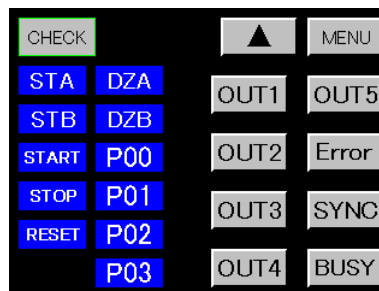 CHECK ▲ MENU
STA DZA OUT1 OUT5
STB DZB
START P00 OUT2 Error
STOP P01 OUT3 SYNC
RESET P02
P03 OUT4 BUSY